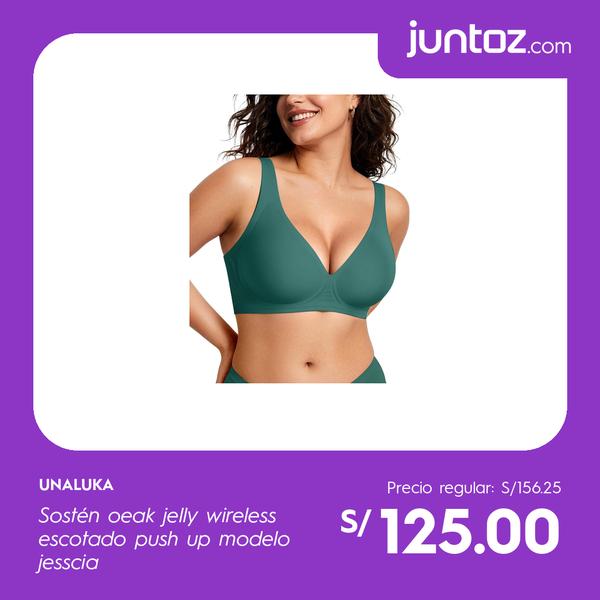 juntoz.com
UNALUKA
Sostén oeak jelly wireless
escotado push up modelo
jesscia
Precio regular: S/156.25
S/125.00